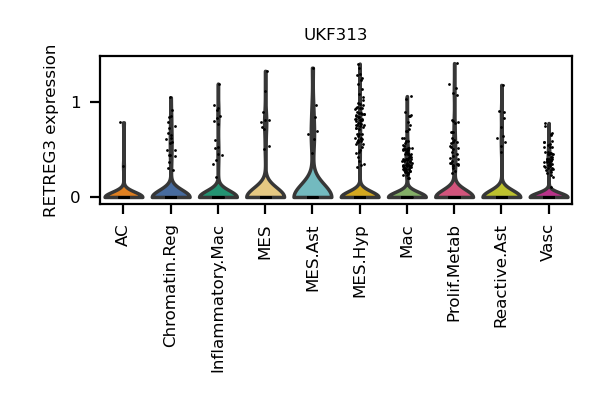 UKF313
RETREG3 expression
1
0
AC
Chromatin.Reg
Inflammatory.Mac
MES
MES.Ast
MES.Hyp
Mac
Prolif.Metab
Reactive.Ast
Vasc